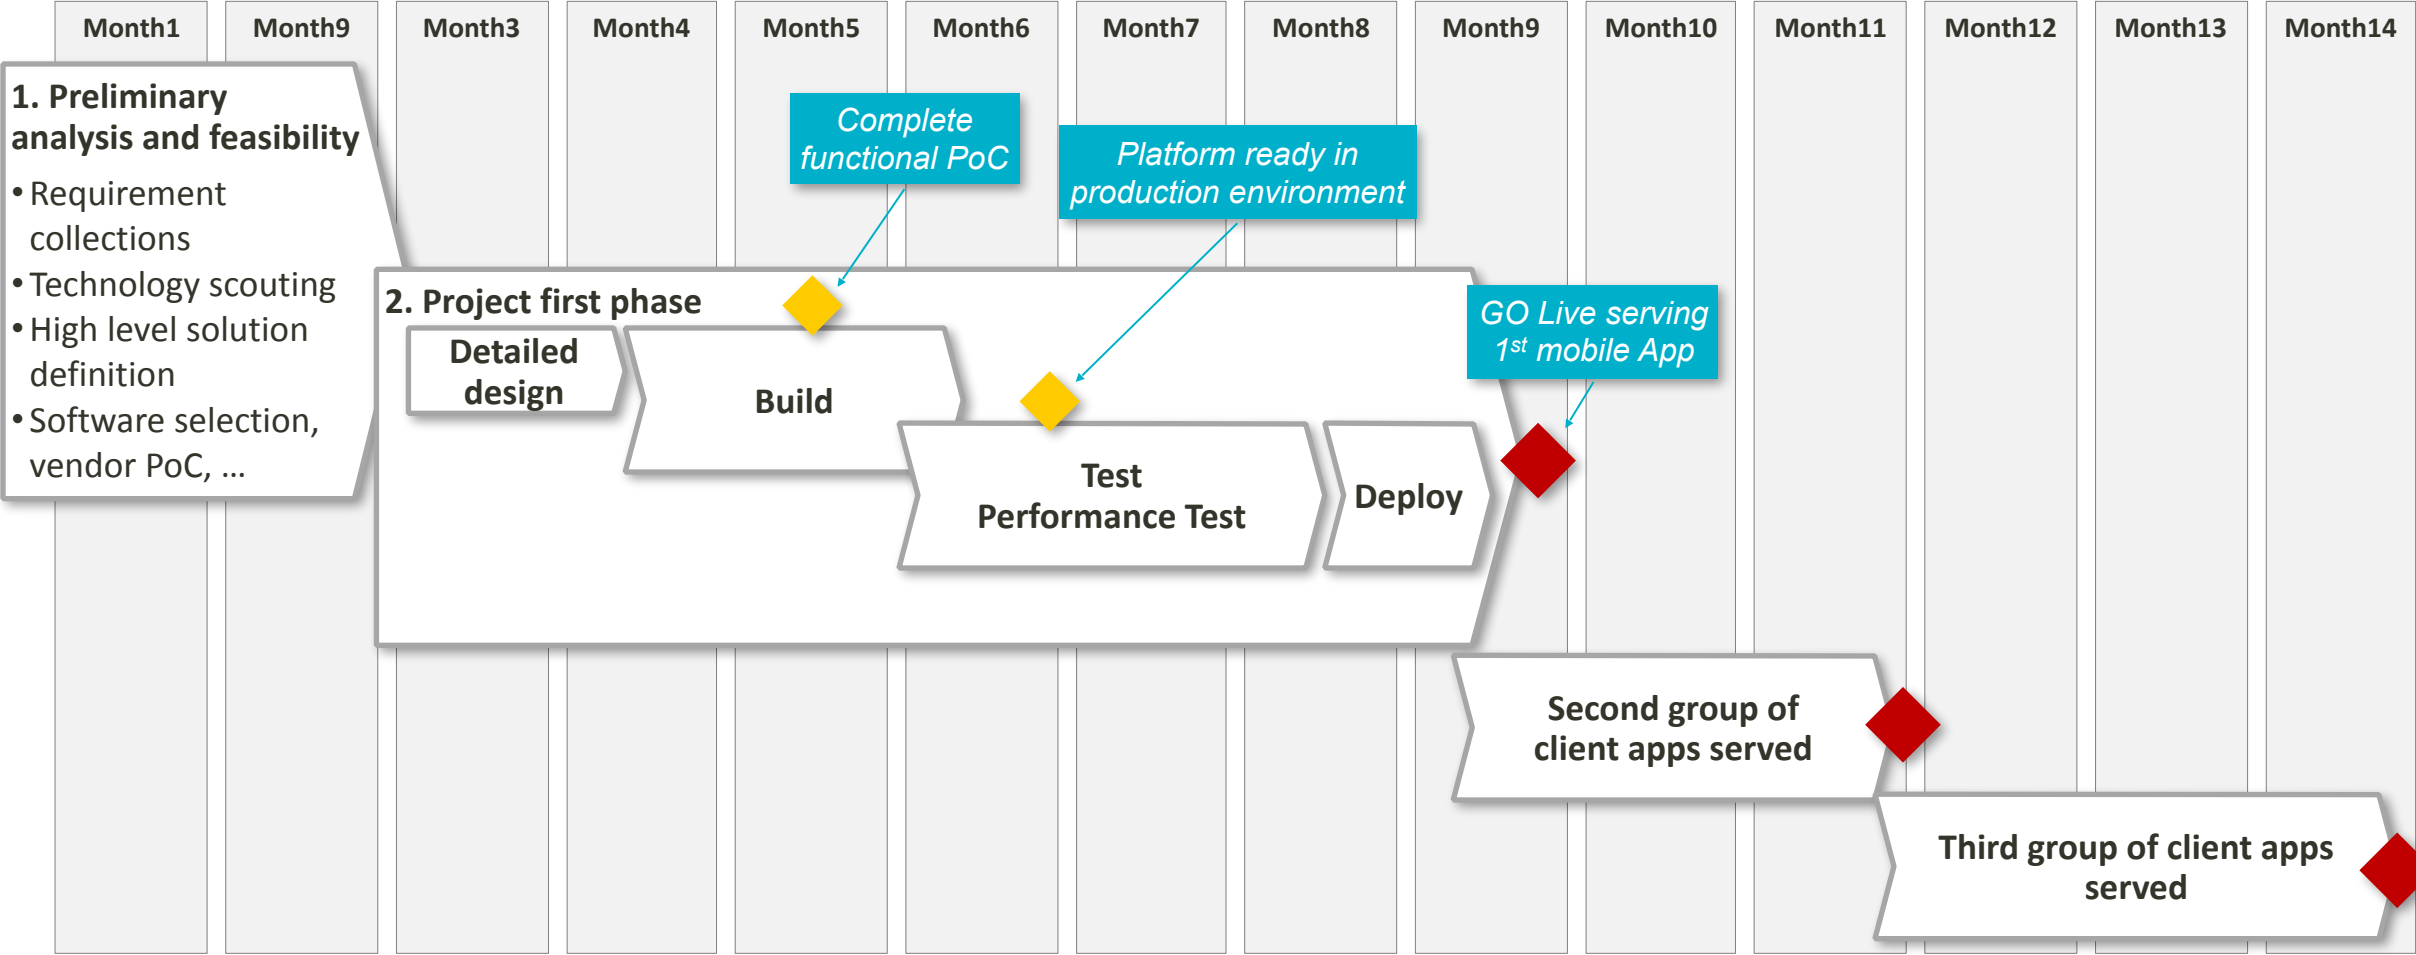 Month1 Month9 Month3 Month4 Month5 Month6 Month7 Month8 Month9 Month10 Month11 Month12 Month13 Month14
1. Preliminary
analysis and feasibility
• Requirement
collections
• Technology scouting
• High level solution
definition
• Software selection,
vendor PoC, ...
Complete
functional PoC
Platform ready in
production environment
2. Project first phase
GO Live serving
1st mobile App
Detailed
design
Build
Test
Performance Test
Deploy
Second group of
client apps served
Third group of client apps
served